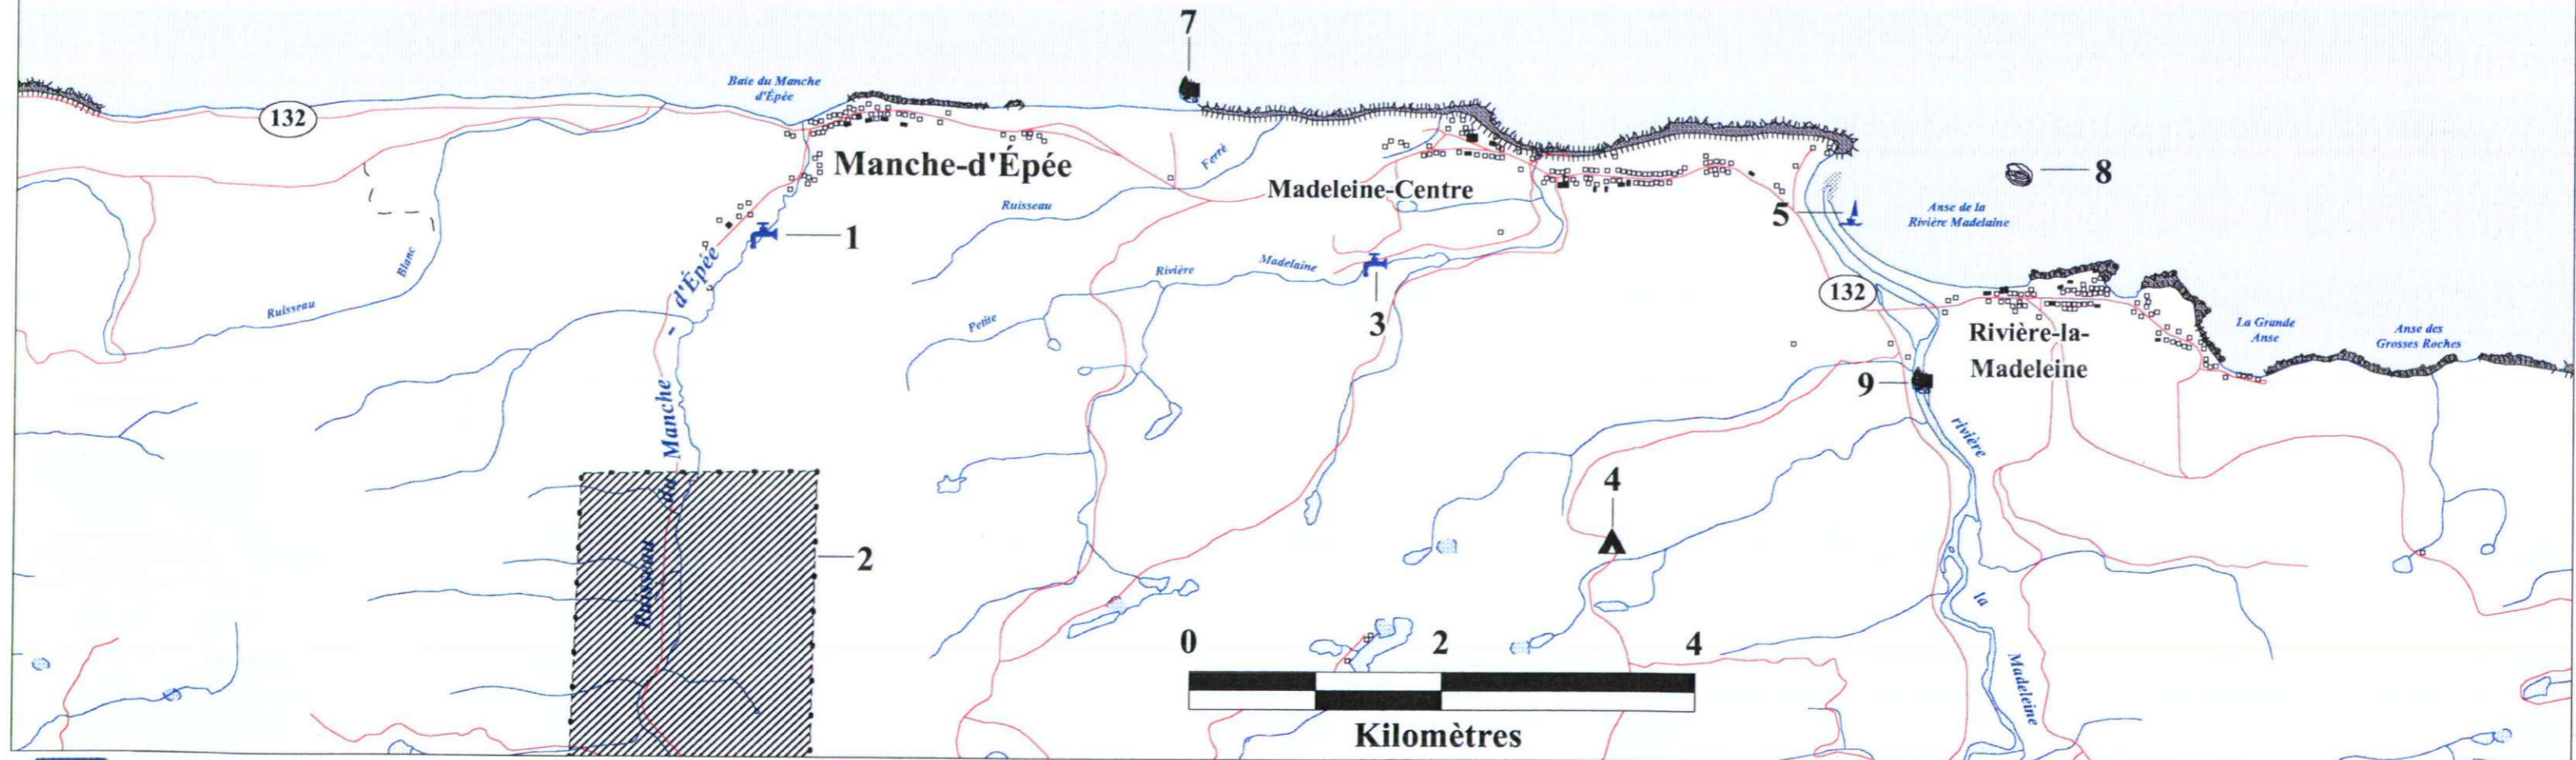 7
Baie du Manche
d'Épée
132
Manche-d'Épée
Ferré
Madeleine-Centre
8
Ruisseau
5
Anse de la
Rivière Madelaine
1
Blanc
d'Épée
-
Rivière
Madelaine
Ruisseau
132
3
Petite
Rivière-la-
Madeleine
La Grande
Anse
Anse des
Grosses Roches
9
Manche
rivière
4
au
2
Ruisseau
la
0 2 4
Madeleine
Kilomètres